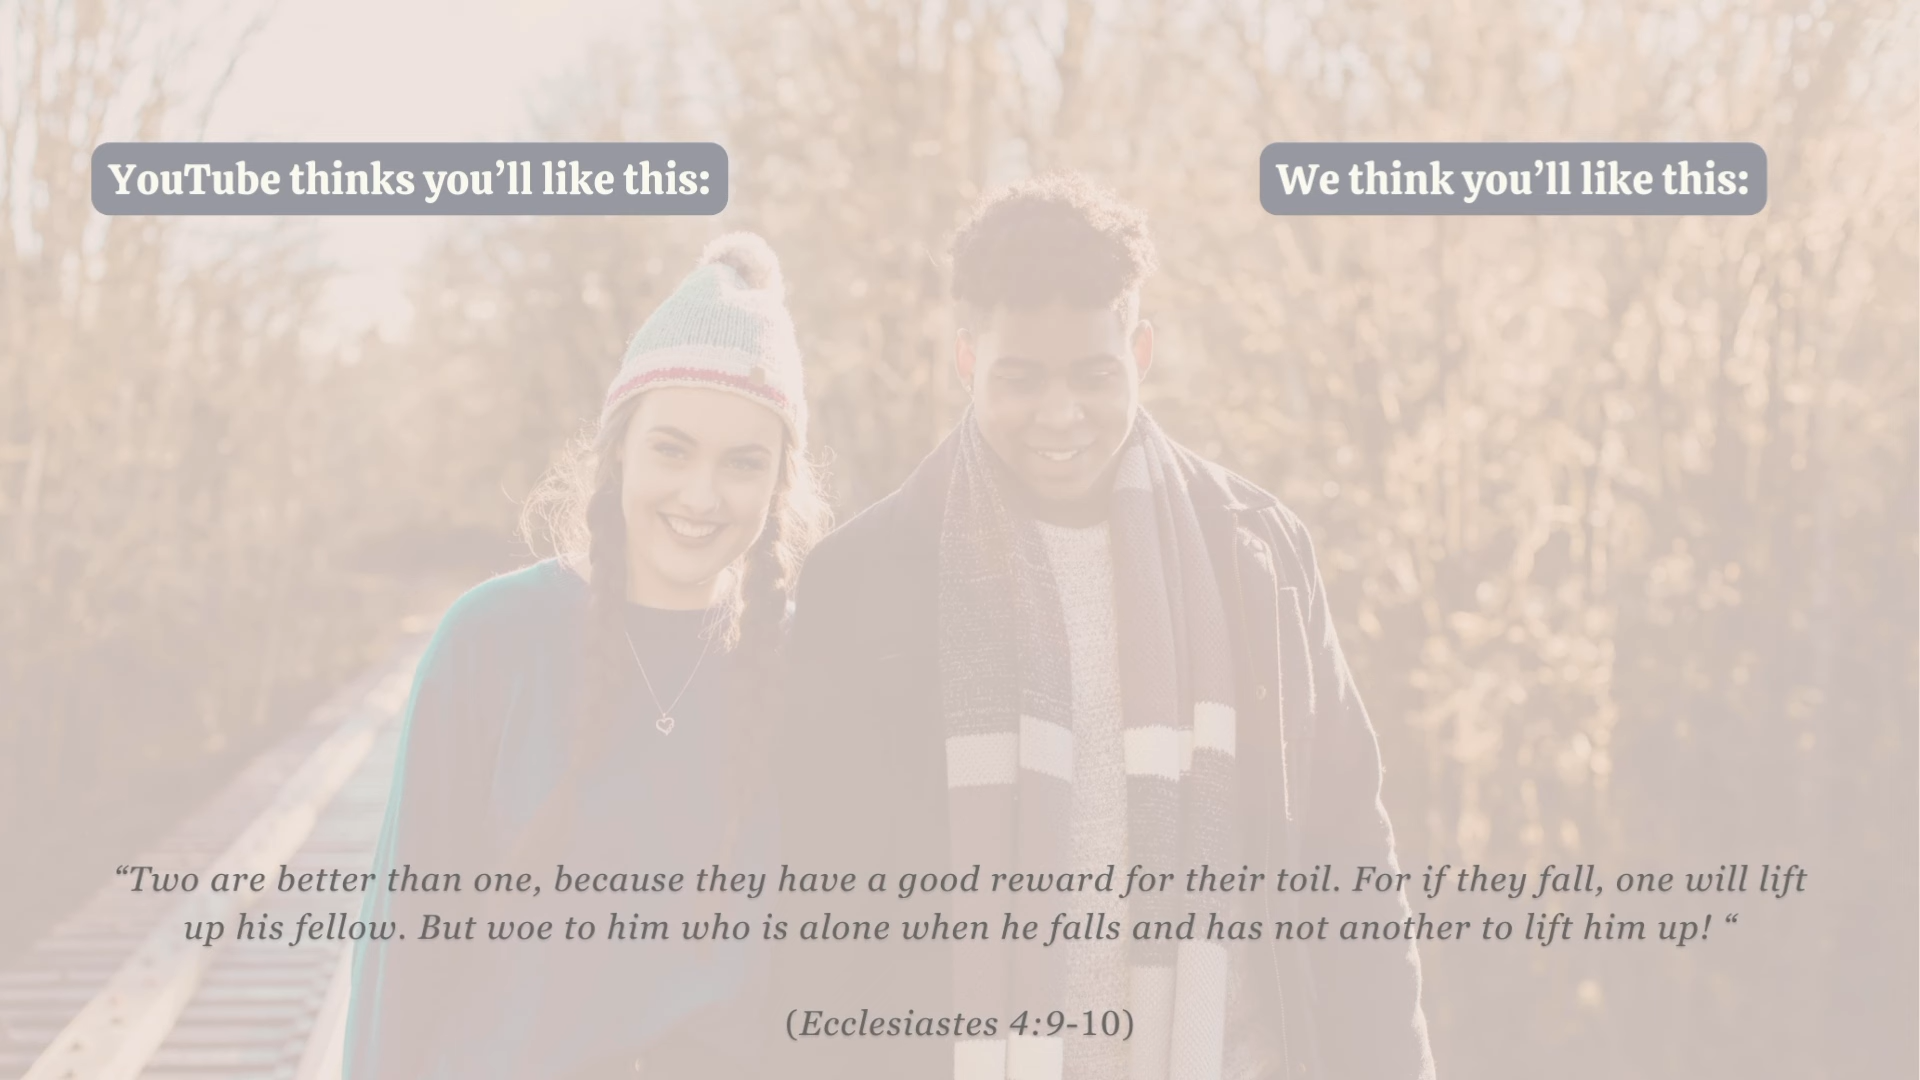 YouTube thinks you’ll like this:
We think you’ll like this:
“Two are better than one, because they have a good reward for their toil. For if they fall, one will lift
up his fellow. But woe to him who is alone when he falls and has not another to lift him up! “
(Ecclesiastes 4:9-10)